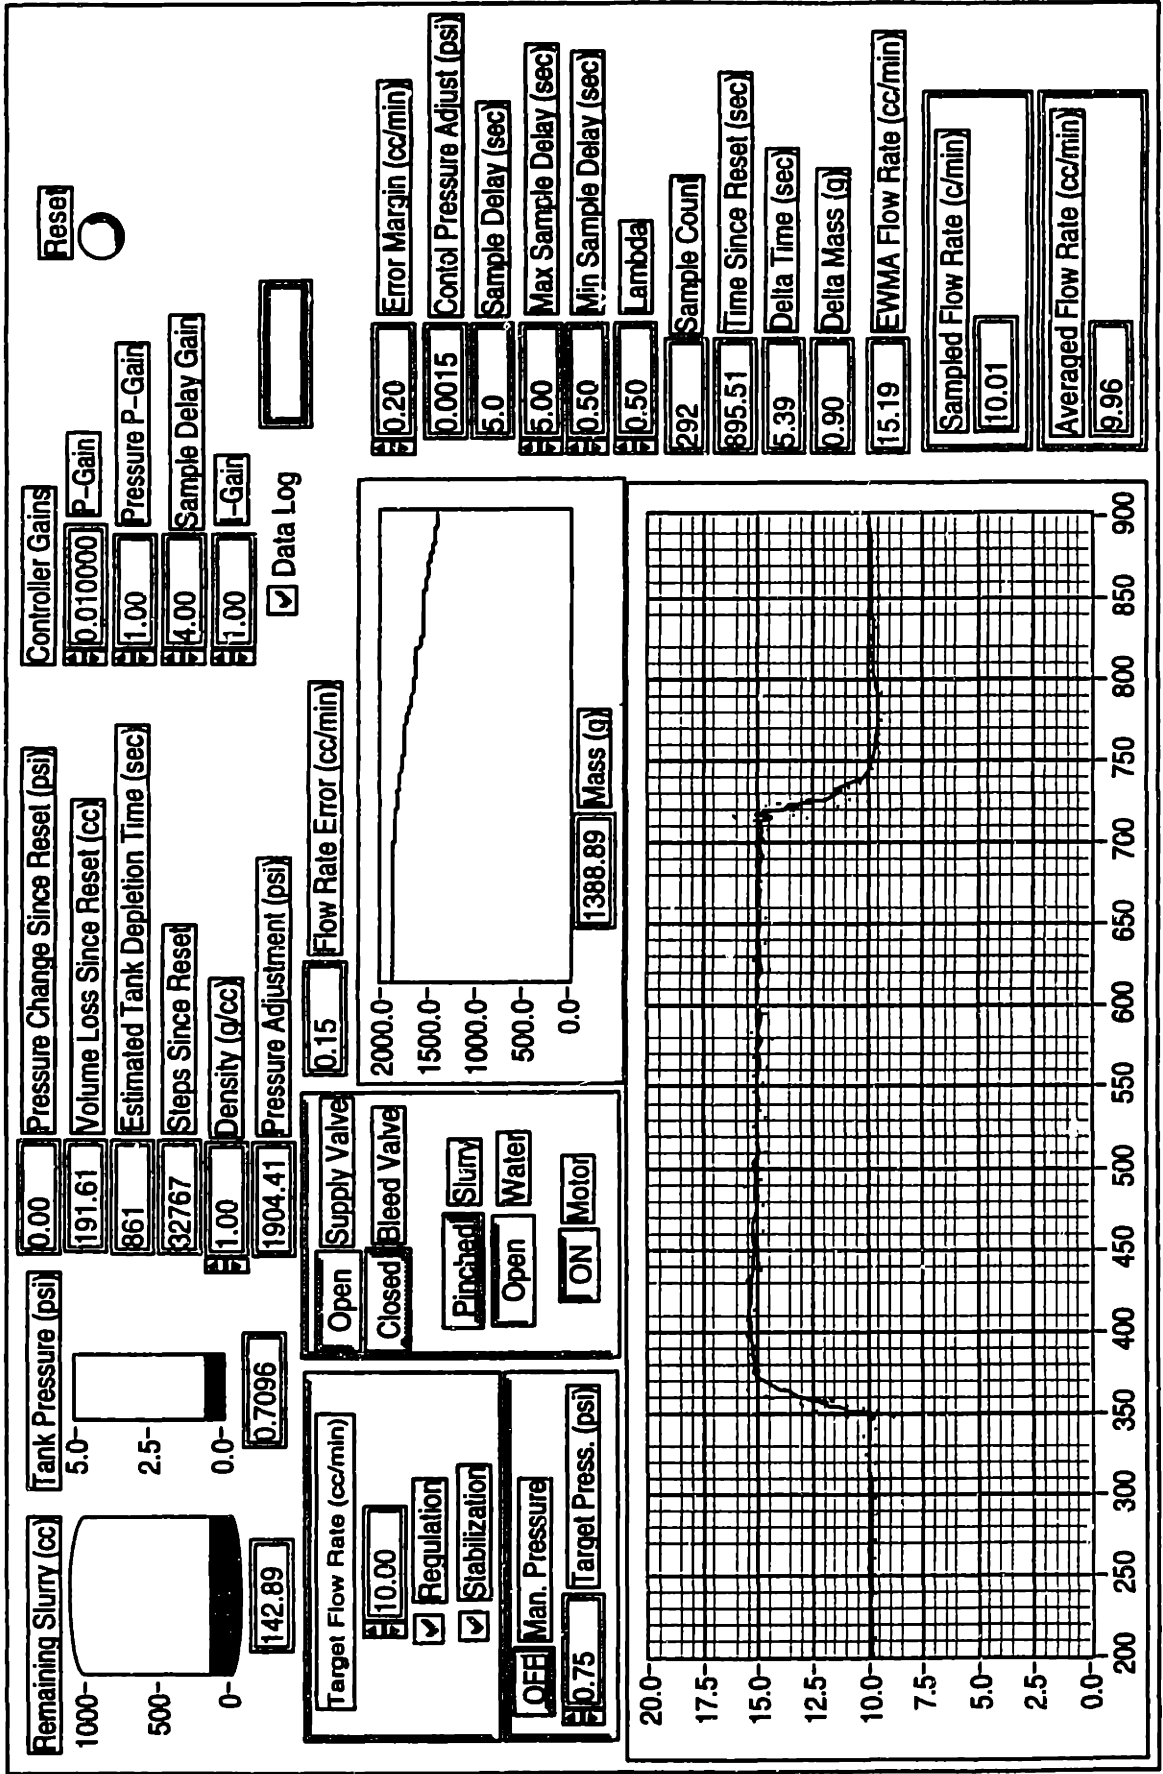 Remaining Slurry (cc)
1000-
500-
0-
142.89
Tank Pressure (psi)
5.0-
2.5-
0.0-
0.7096
0.00 Pressure Change Since Reset (psi)
191.61 Volume Loss Since Reset (cc)
861 Estimated Tank Depletion Time (sec)
32767 Steps Since Reset
1.00 Density (g/cc)
1904.41 Pressure Adjustment (psi)
Controller Gains
0.010000 P-Gain
1.00 Pressure P-Gain
4.00 Sample Delay Gain
1.00 I-Gain
Data Log
Reset
Target Flow Rate (cc/min)
10.00
Regulation
Stabilization
OFF Man. Pressure
0.75 Target Press. (psi)
Open Supply Valve
Closed Bleed Valve
Pinched Slurry
Open Water
ON Motor
0.15 Flow Rate Error (cc/min)
2000.0-
1500.0-
1000.0-
500.0-
0.0-
1388.89 Mass (g)
0.20 Error Margin (cc/min)
0.0015 Contol Pressure Adjust (psi)
5.0 Sample Delay (sec)
5.00 Max Sample Delay (sec)
0.50 Min Sample Delay (sec)
0.50 Lambda
292 Sample Count
895.51 Time Since Reset (sec)
5.39 Delta Time (sec)
0.90 Delta Mass (g)
15.19 EWMA Flow Rate (cc/min)
Sampled Flow Rate (c/min)
10.01
Averaged Flow Rate (cc/min)
9.96
20.0-
17.5-
15.0-
12.5-
10.0-
7.5-
5.0-
2.5-
0.0-
200 250 300 350 400 450 500 550 600 650 700 750 800 850 900